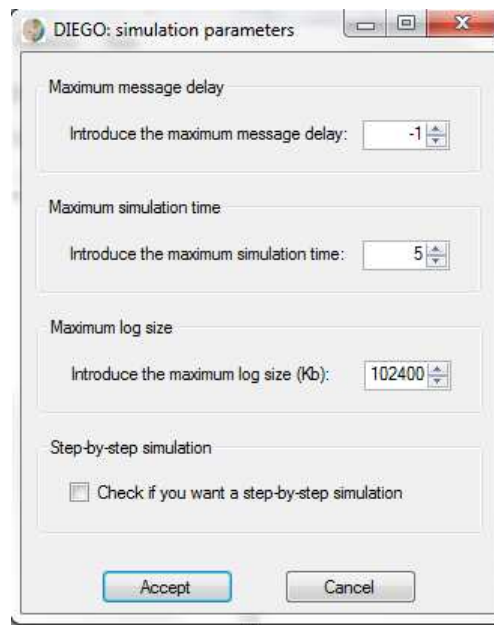 DIEGO: simulation parameters
Maximum message delay
Introduce the maximum message delay: -1
Maximum simulation time
Introduce the maximum simulation time: 5
Maximum log size
Introduce the maximum log size (Kb): 102400
Step-by-step simulation
Check if you want a step-by-step simulation
Accept Cancel